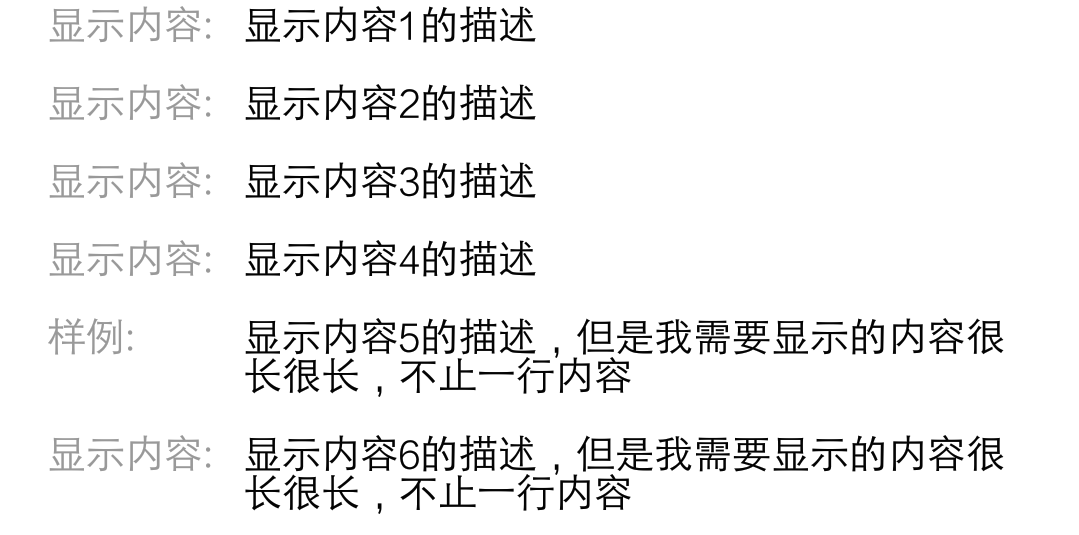 显示内容: 显示内容1的描述
显示内容: 显示内容2的描述
显示内容: 显示内容3的描述
显示内容: 显示内容4的描述
样例: 显示内容5的描述，但是我需要显示的内容很
长很长，不止一行内容
显示内容: 显示内容6的描述，但是我需要显示的内容很
长很长，不止一行内容